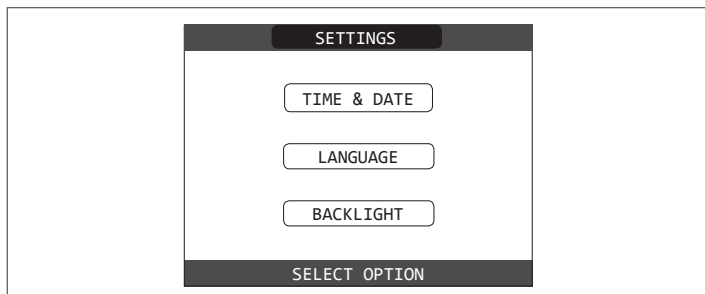 SETTINGS
TIME & DATE
LANGUAGE
BACKLIGHT
SELECT OPTION